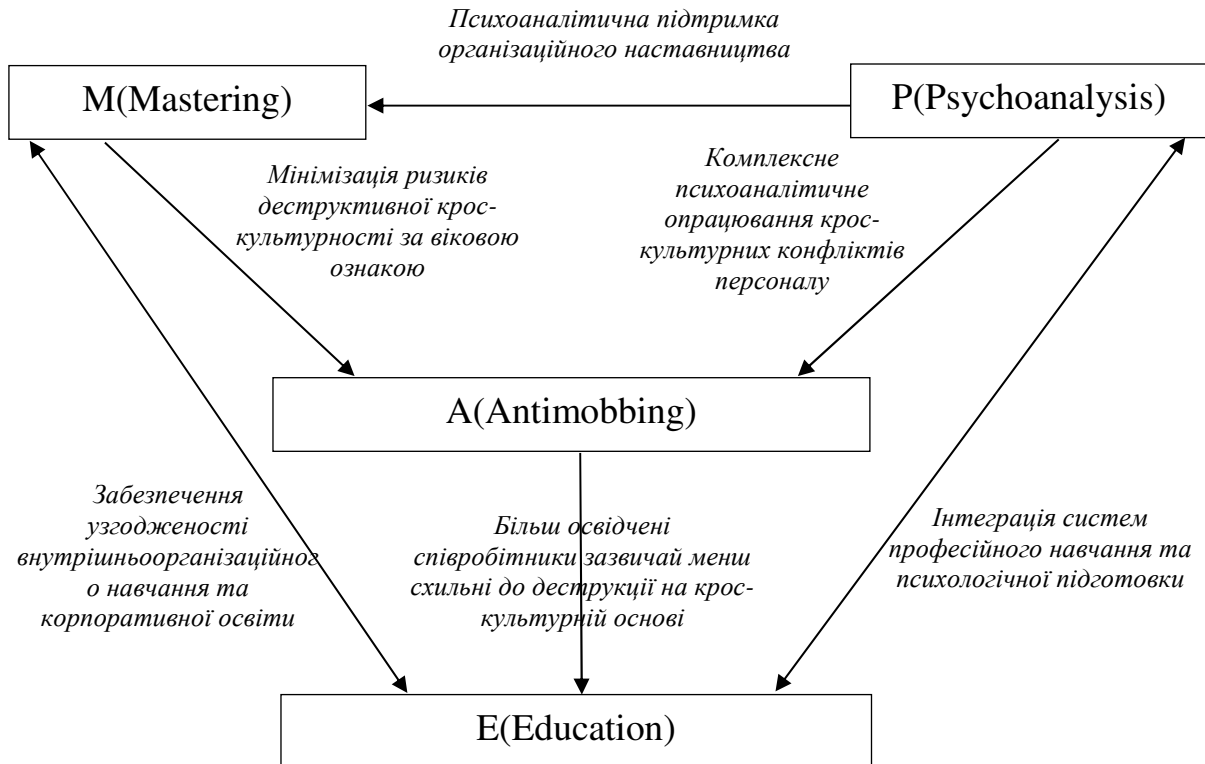 Психоаналітична підтримка
організаційного наставництва
M(Mastering)
P(Psychoanalysis)
Мінімізація ризиків
деструктивної крос-
культурності за віковою
ознакою
Комплексне
психоаналітичне
опрацювання крос-
культурних конфліктів
персоналу
A(Antimobbing)
Забезпечення
узгодженості
внутрішньоорганізаційног
о навчання та
корпоративної освіти
Більш освідчені
співробітники зазвичай менш
схильні до деструкції на крос-
культурній основі
Інтеграція систем
професійного навчання та
психологічної підготовки
E(Education)